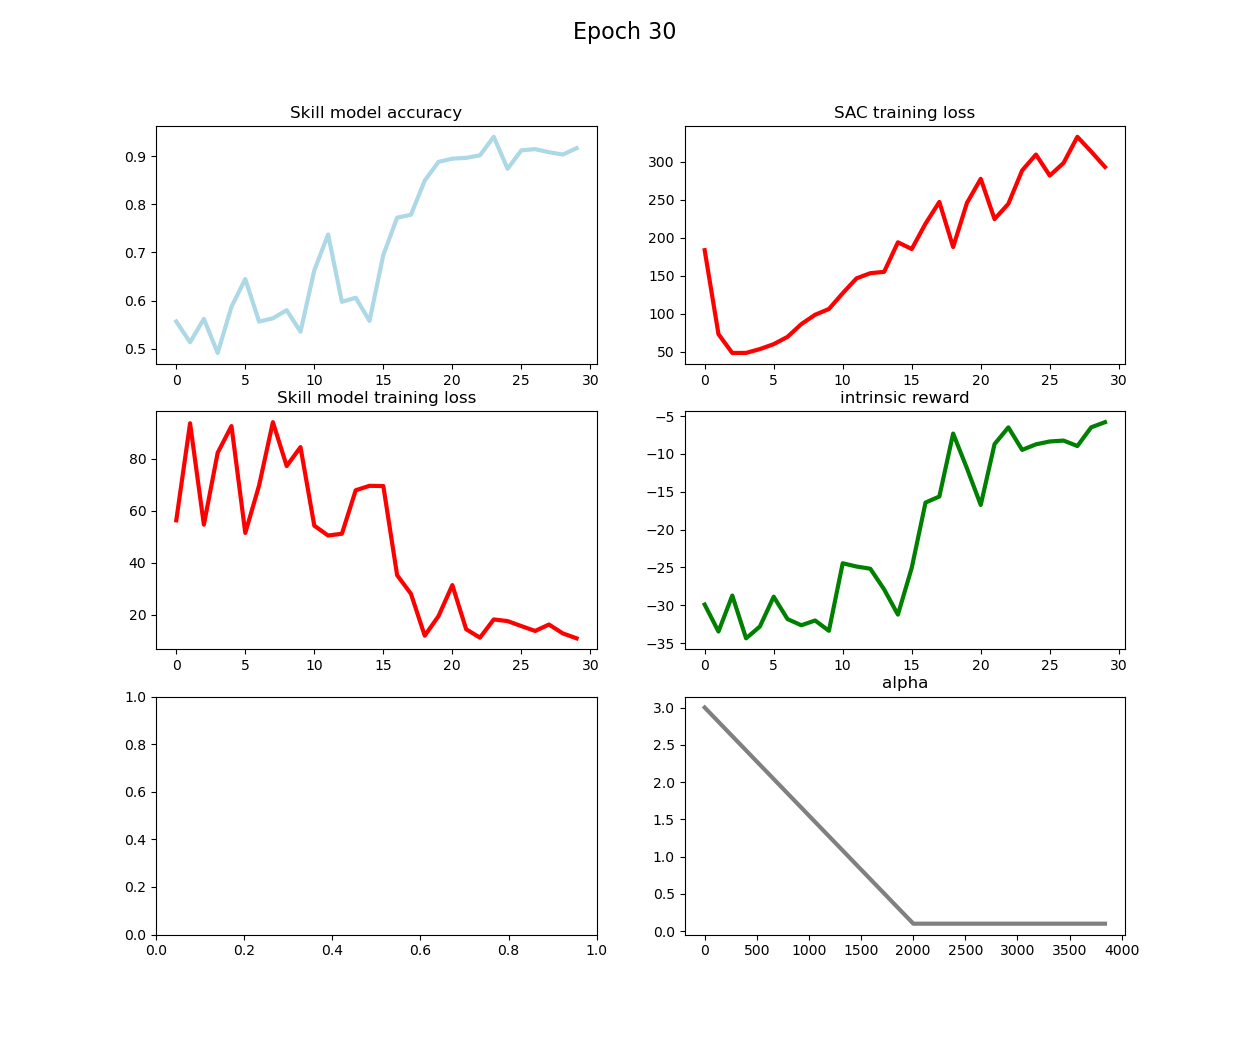 Epoch 30
Skill model accuracy
0.9
0.8
0.7
0.6
0.5
0 5 10 15 20 25 30
SAC training loss
300
250
200
150
100
50
0 5 10 15 20 25 30
Skill model training loss
80
60
40
20
0 5 10 15 20 25 30
intrinsic reward
−5
−10
−15
−20
−25
−30
−35
0 5 10 15 20 25 30
1.0
0.8
0.6
0.4
0.2
0.0
0.0 0.2 0.4 0.6 0.8 1.0
alpha
3.0
2.5
2.0
1.5
1.0
0.5
0.0
0 500 1000 1500 2000 2500 3000 3500 4000